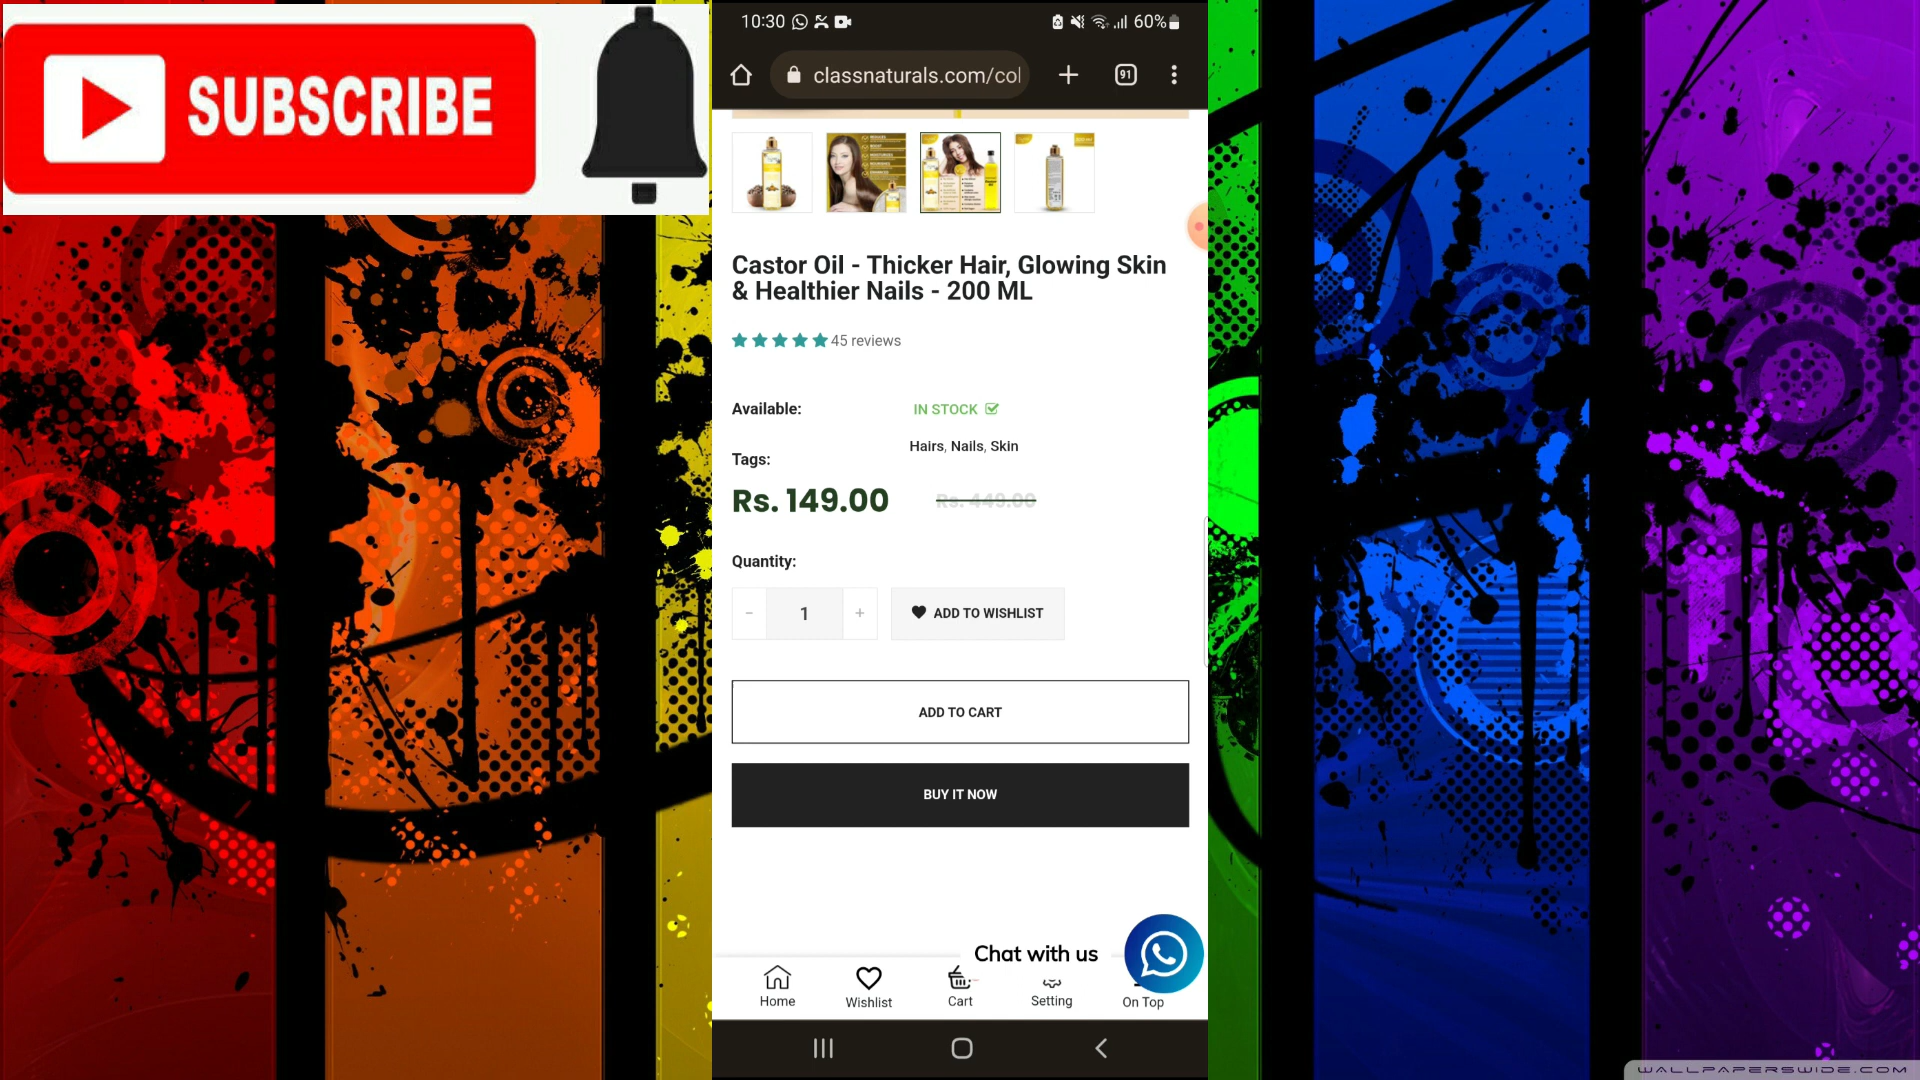 SUBSCRIBE
10:30
60%
classnaturals.com/col
91
Castor Oil - Thicker Hair, Glowing Skin
& Healthier Nails - 200 ML
45 reviews
Available:
IN STOCK
Tags:
Hairs, Nails, Skin
Rs. 149.00
Rs. 449.00
Quantity:
-
1
+
ADD TO WISHLIST
ADD TO CART
BUY IT NOW
Chat with us
Home
Wishlist
Cart
Setting
On Top
WALLPAPERSWIDE.COM